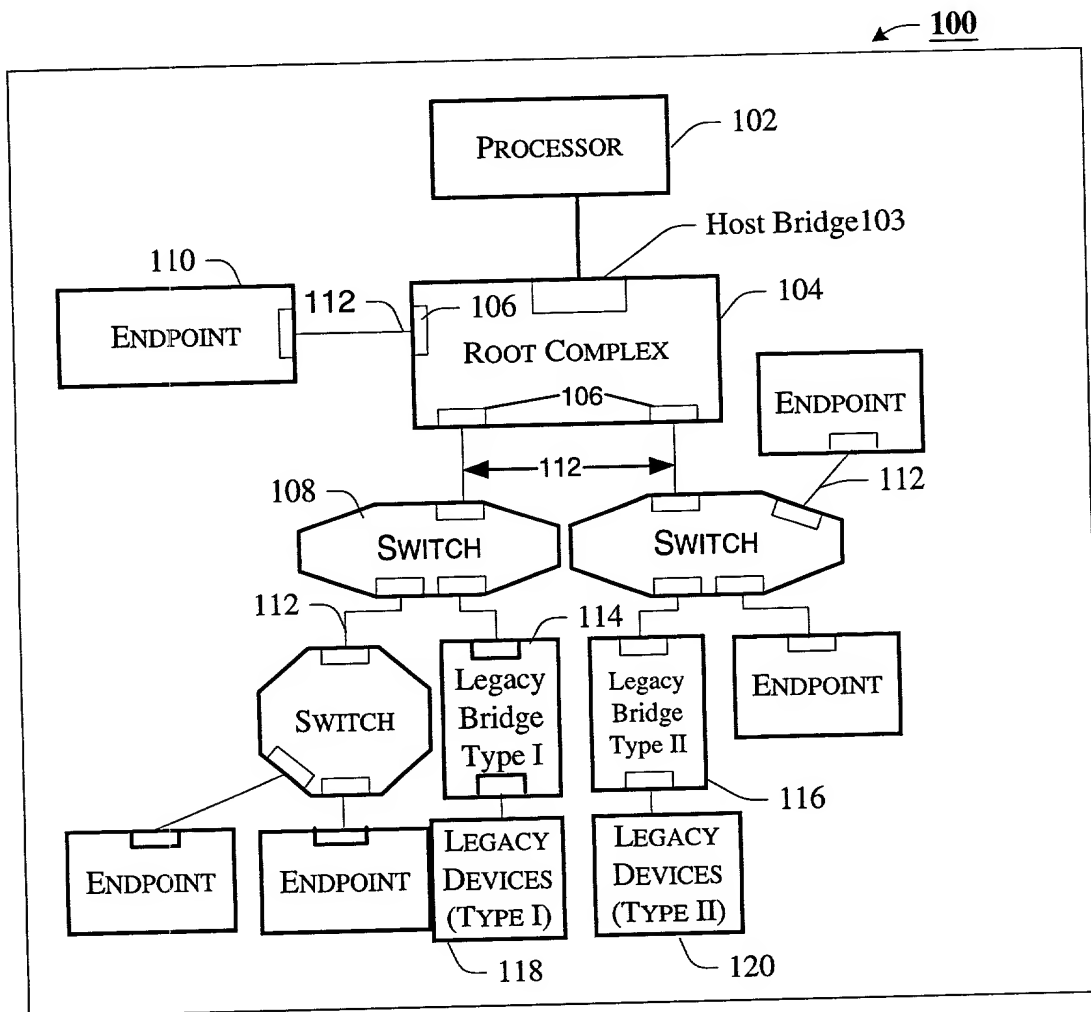 100
PROCESSOR
102
Host Bridge103
110
ENDPOINT
112
106
104
ROOT COMPLEX
106
ENDPOINT
112
112
108
SWITCH
SWITCH
112
114
SWITCH
Legacy
Bridge
Type I
Legacy
Bridge
Type II
ENDPOINT
116
ENDPOINT
ENDPOINT
LEGACY
DEVICES
(TYPE I)
LEGACY
DEVICES
(TYPE II)
118
120